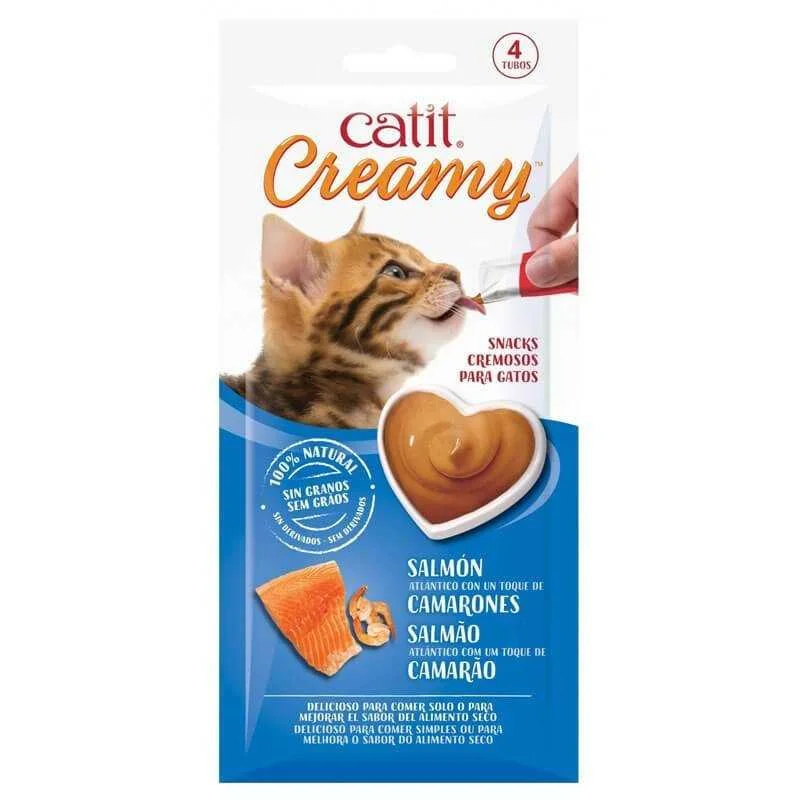 4
TUBOS
catit®
Creamy™
SNACKS
CREMOSOS
PARA GATOS
100% NATURAL
SIN GRANOS
SEM GRÃOS
SIN DERIVADOS - SEM DERIVADOS
SALMÓN
ATLÁNTICO CON UN TOQUE DE
CAMARONES
SALMÃO
ATLÂNTICO COM UM TOQUE DE
CAMARÃO
DELICIOSO PARA COMER SOLO O PARA
MEJORAR EL SABOR DEL ALIMENTO SECO
DELICIOSO PARA COMER SIMPLES OU PARA
MELHORA O SABOR DO ALIMENTO SECO